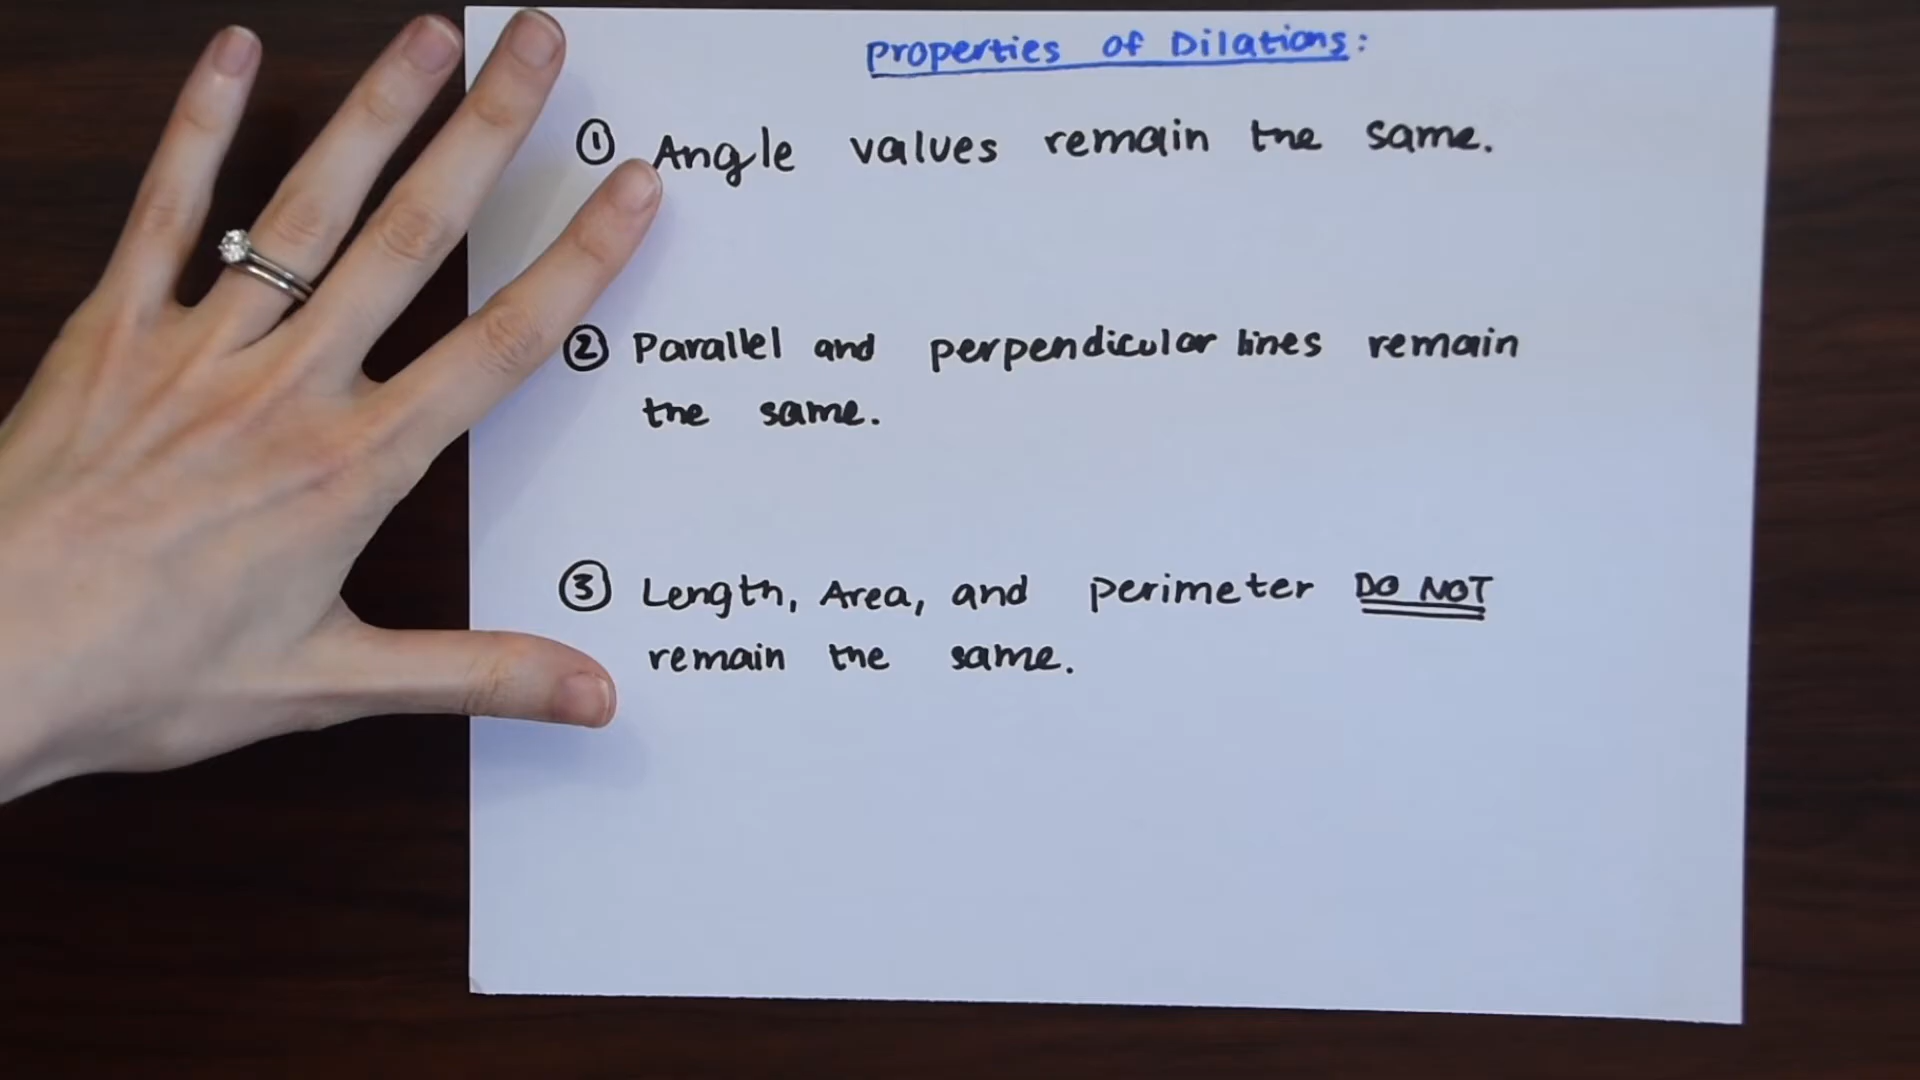 Properties of Dilations:
① Angle values remain the same.
② Parallel and perpendicular lines remain
the same.
③ Length, Area, and perimeter DO NOT
remain the same.